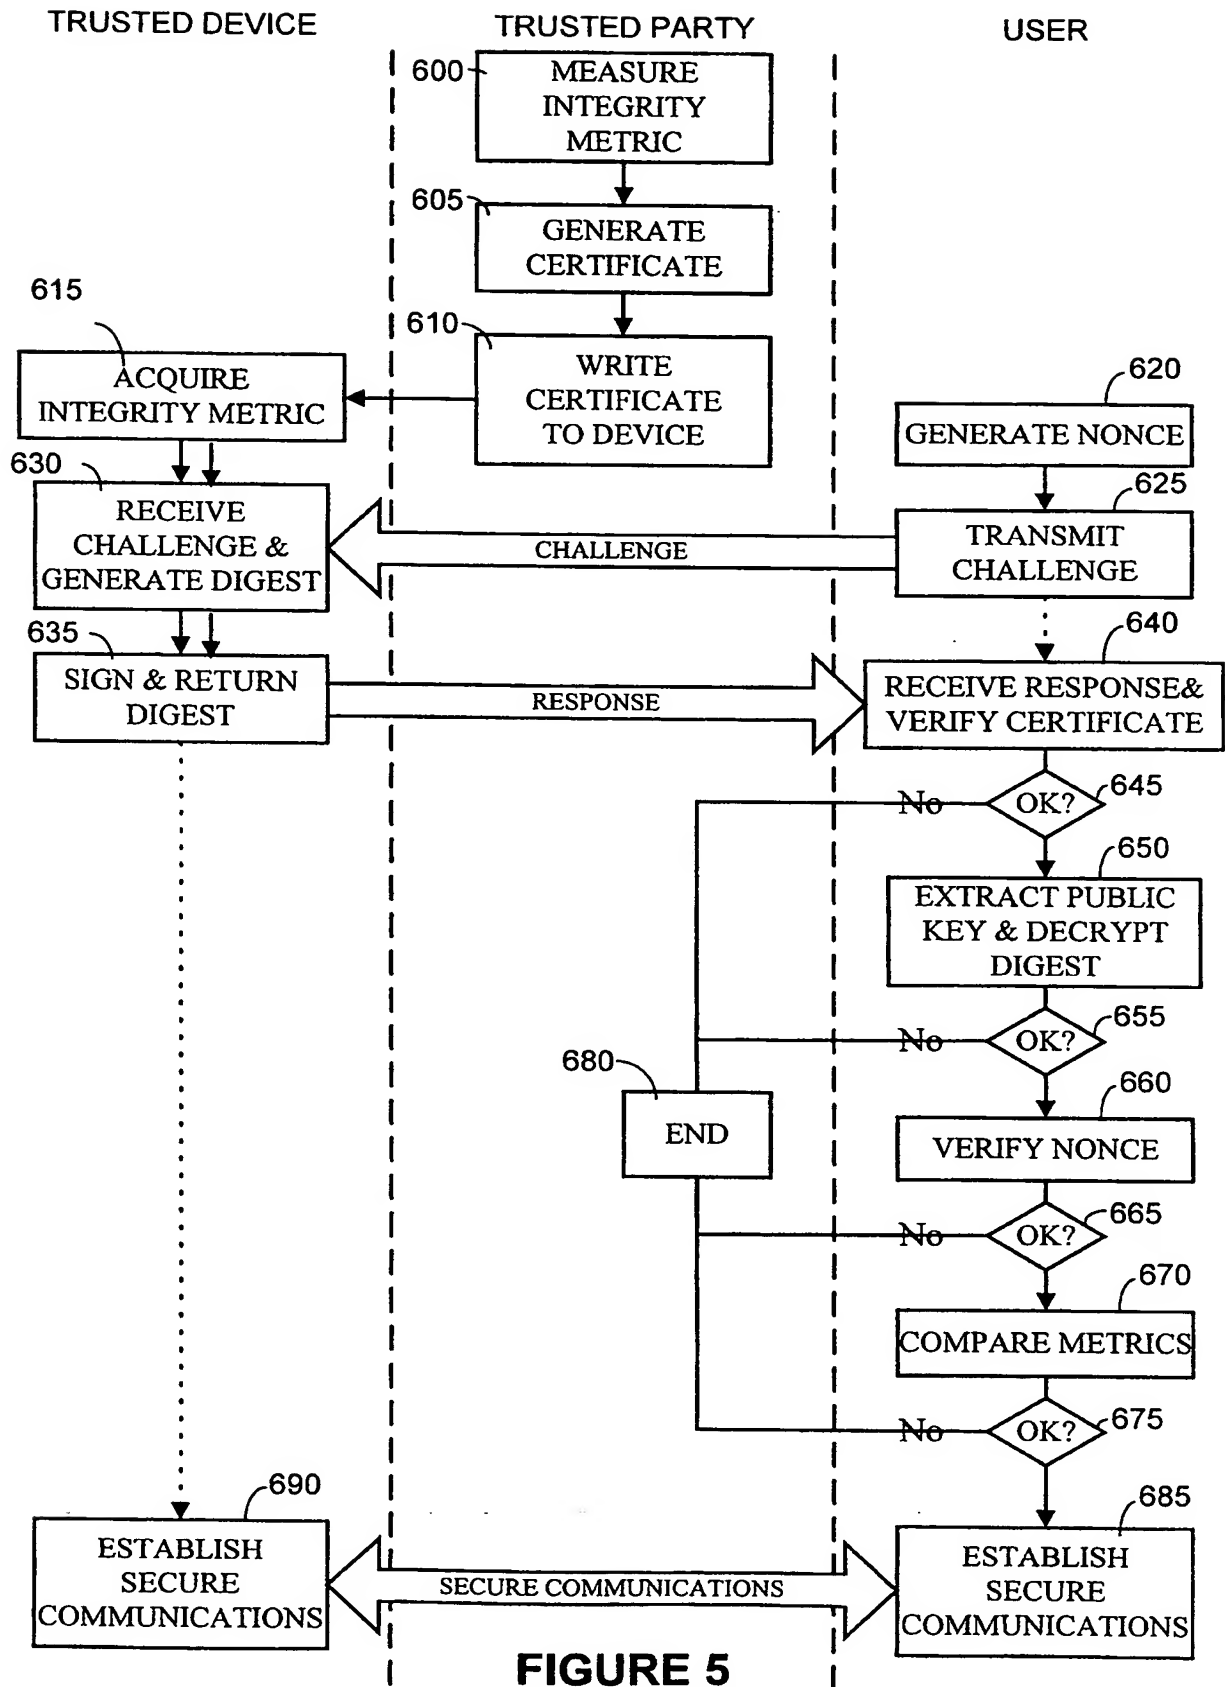 TRUSTED DEVICE
TRUSTED PARTY
USER
600
MEASURE
INTEGRITY
METRIC
605
GENERATE
CERTIFICATE
610
WRITE
CERTIFICATE
TO DEVICE
615
ACQUIRE
INTEGRITY METRIC
620
GENERATE NONCE
625
TRANSMIT
CHALLENGE
CHALLENGE
630
RECEIVE
CHALLENGE &
GENERATE DIGEST
635
SIGN & RETURN
DIGEST
RESPONSE
640
RECEIVE RESPONSE&
VERIFY CERTIFICATE
645
OK?
No
650
EXTRACT PUBLIC
KEY & DECRYPT
DIGEST
655
OK?
No
680
END
660
VERIFY NONCE
665
OK?
No
670
COMPARE METRICS
675
OK?
No
690
ESTABLISH
SECURE
COMMUNICATIONS
SECURE COMMUNICATIONS
685
ESTABLISH
SECURE
COMMUNICATIONS
FIGURE 5